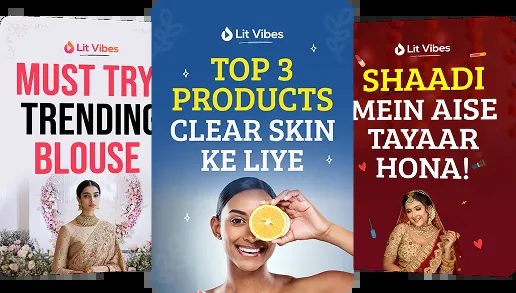 Lit Vibes
MUST TRY
TRENDING
BLOUSE
Lit Vibes
TOP 3
PRODUCTS
CLEAR SKIN
KE LIYE
Lit Vibes
SHAADI
MEIN AISE
TAYAAR
HONA!